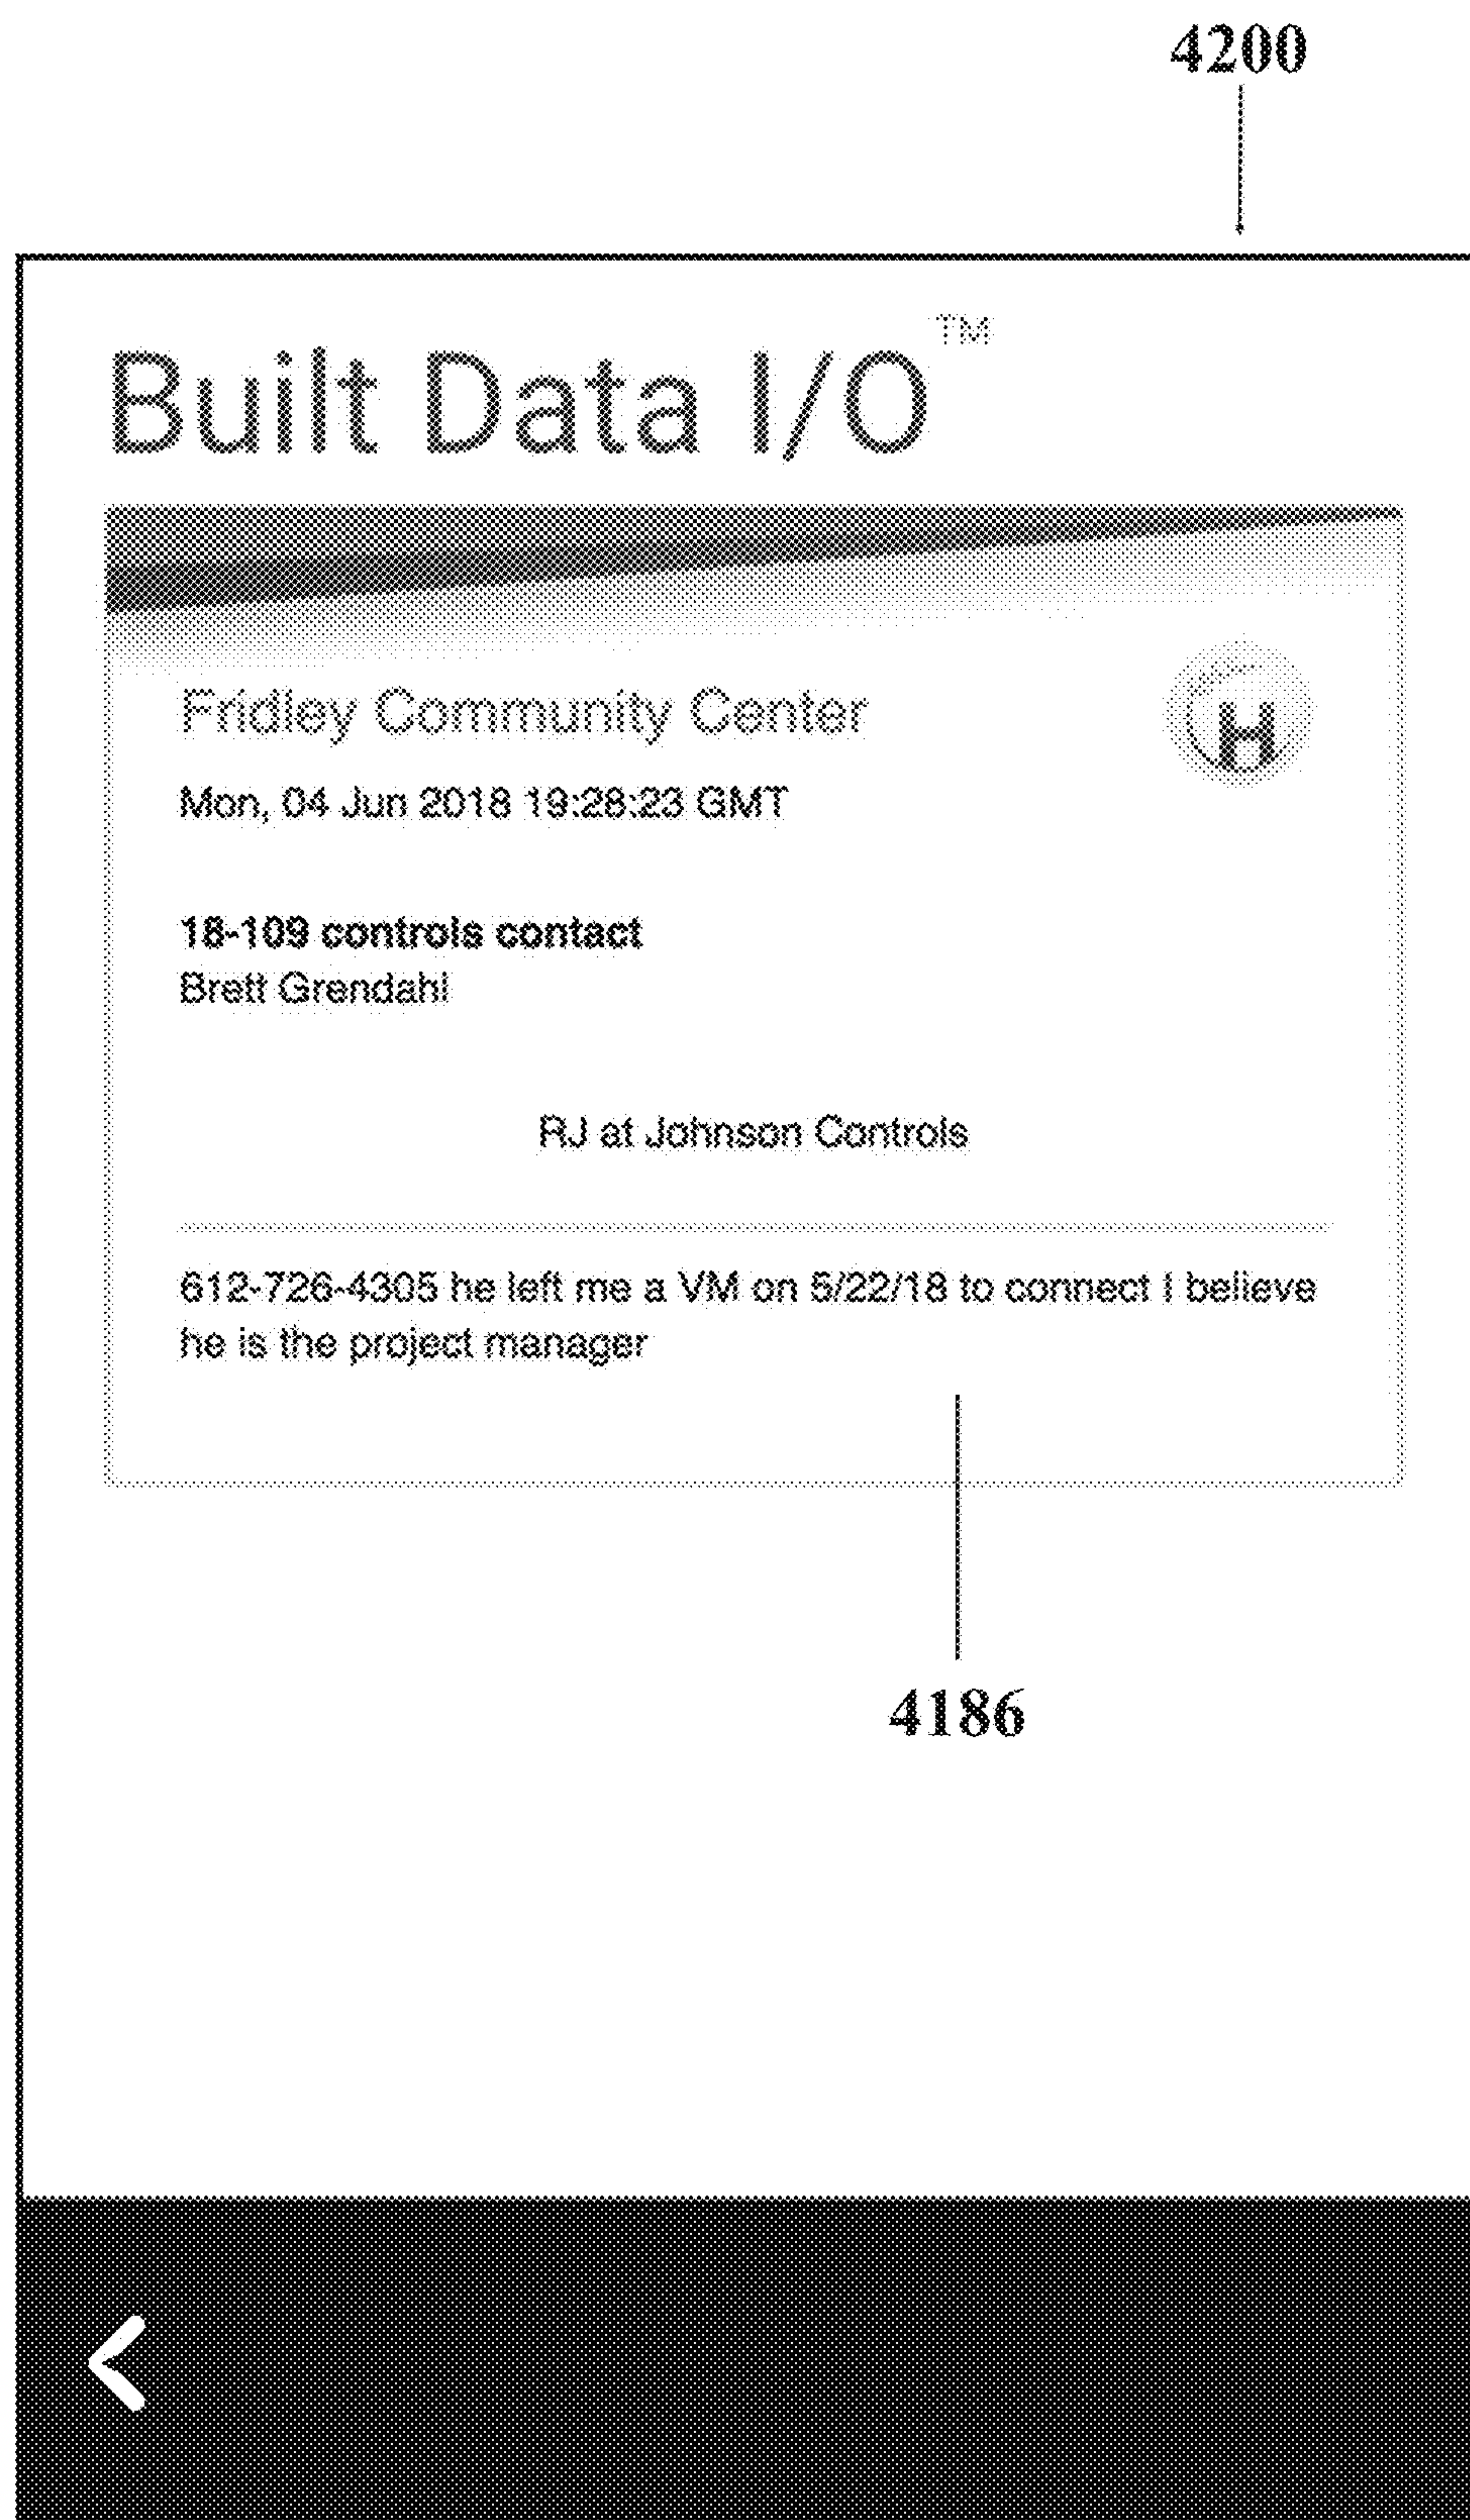 4200
Built Data I/O™
Fridley Community Center
H
Mon, 04 Jun 2018 19:28:23 GMT
18-109 controls contact
Brett Grendahl
RJ at Johnson Controls
612-726-4305 he left me a VM on 5/22/18 to connect I believe
he is the project manager
4186